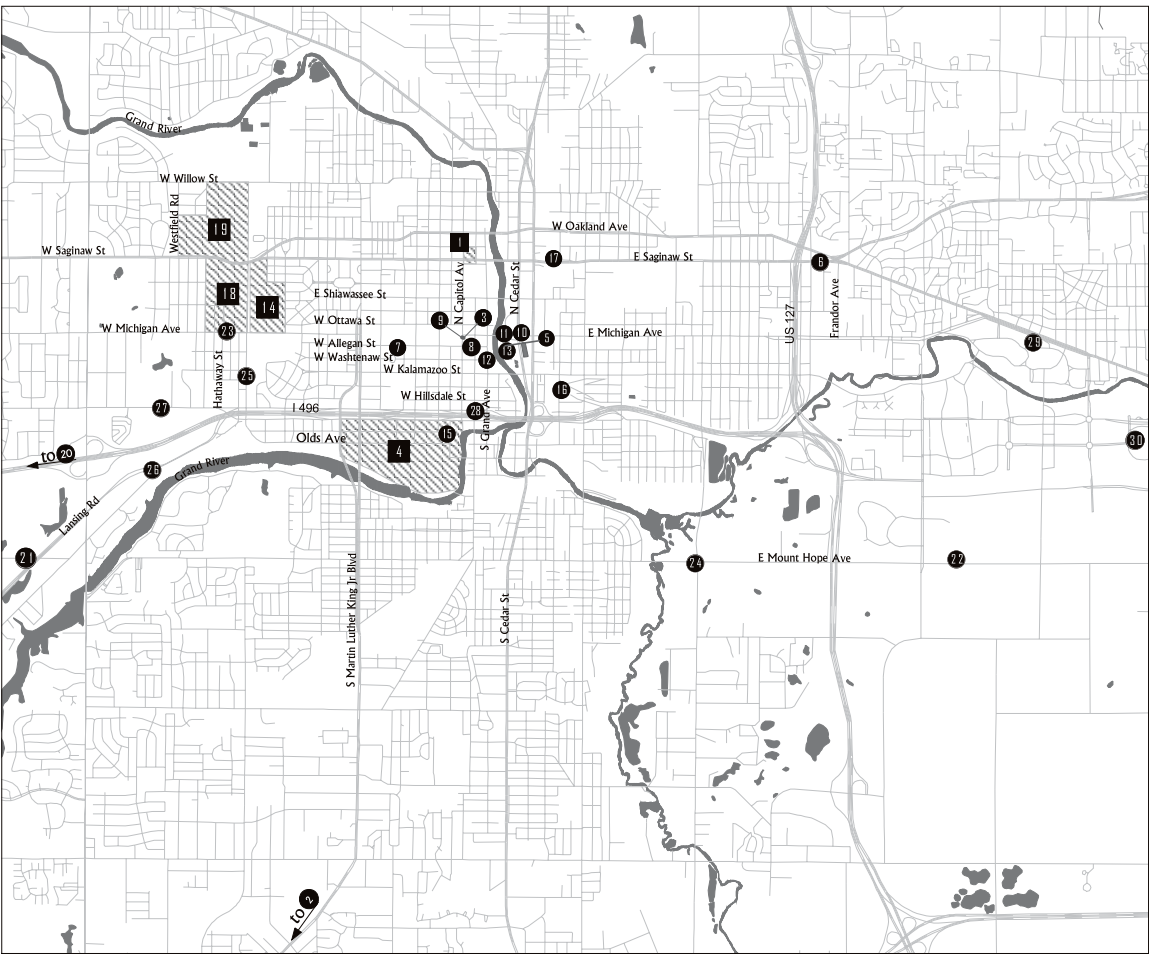 Grand River
W Willow St
Westfield Rd
19
W Oakland Ave
1
W Saginaw St
17
E Saginaw St
6
N Capitol Av
N Cedar St
18
14
E Shiawassee St
US 127
Frandor Ave
9
3
W Ottawa St
W Michigan Ave
23
11
10
5
E Michigan Ave
29
W Allegan St
7
8
13
W Washtenaw St
12
W Kalamazoo St
Hathaway St
25
16
W Hillsdale St
27
I 496
28
S Grand Ave
Olds Ave
15
4
30
to 20
26
Grand River
Lansing Rd
21
24
E Mount Hope Ave
22
S Martin Luther King Jr Blvd
S Cedar St
to 2